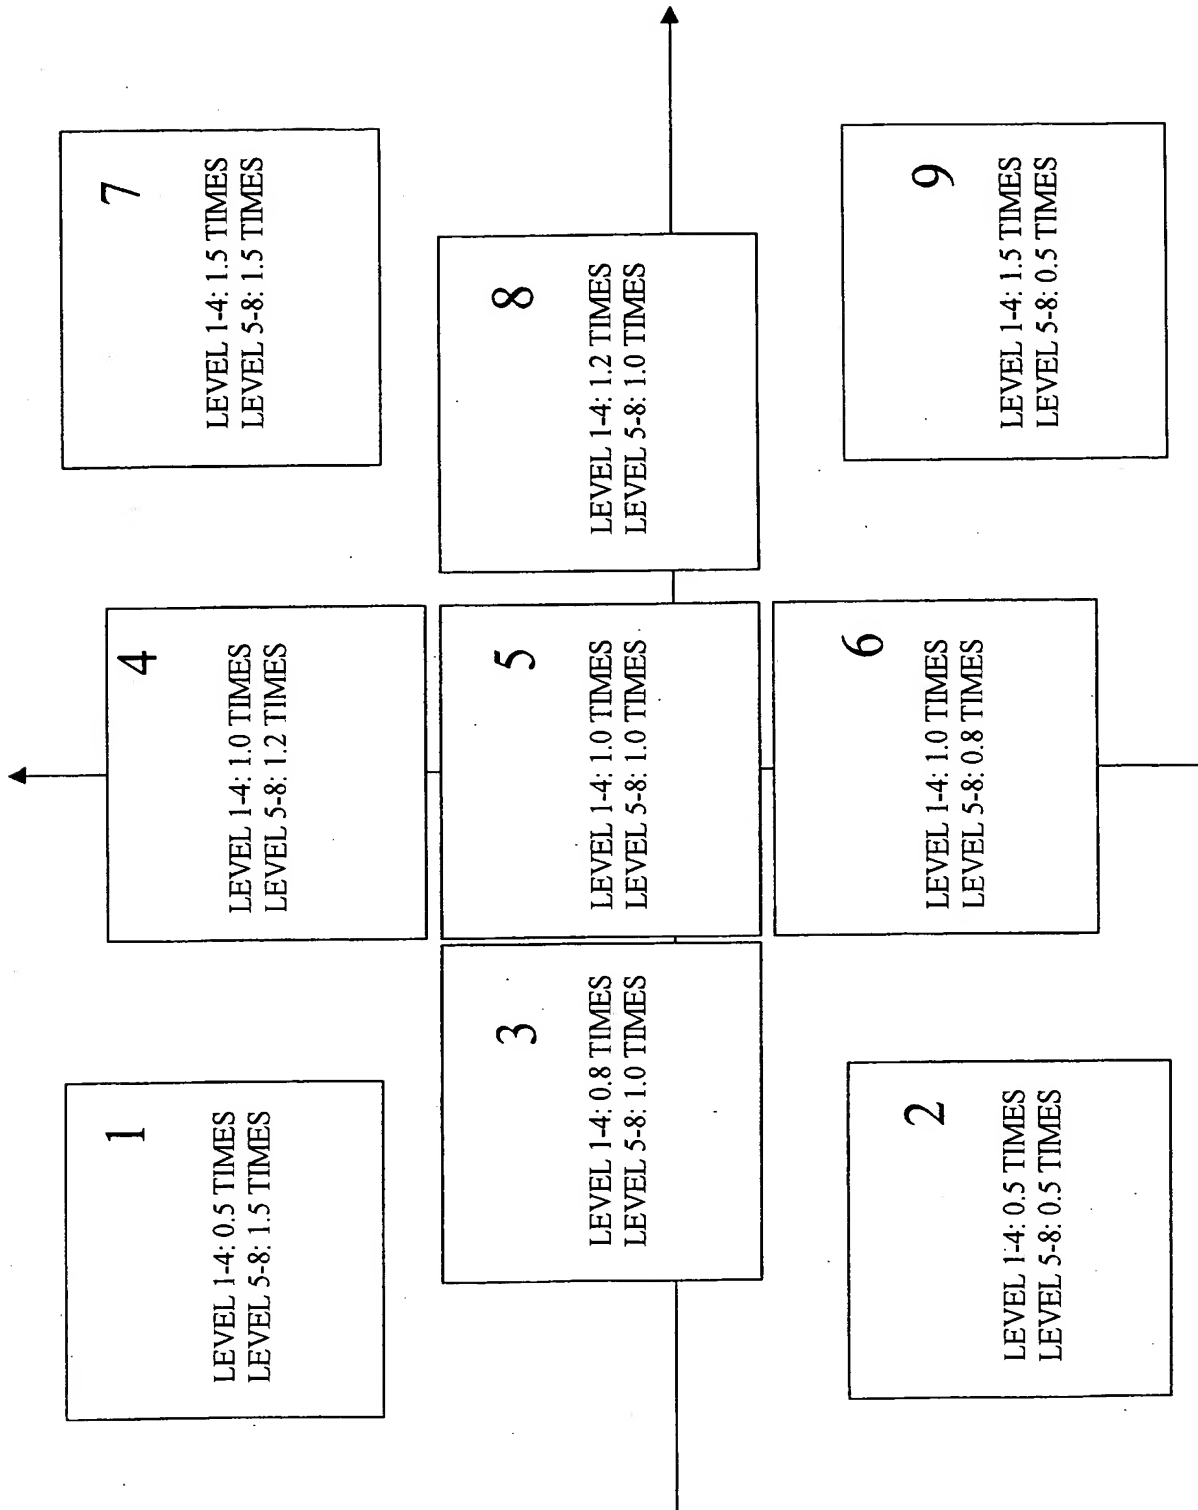 1
LEVEL 1-4: 0.5 TIMES
LEVEL 5-8: 1.5 TIMES
4
LEVEL 1-4: 1.0 TIMES
LEVEL 5-8: 1.2 TIMES
7
LEVEL 1-4: 1.5 TIMES
LEVEL 5-8: 1.5 TIMES
3
LEVEL 1-4: 0.8 TIMES
LEVEL 5-8: 1.0 TIMES
5
LEVEL 1-4: 1.0 TIMES
LEVEL 5-8: 1.0 TIMES
8
LEVEL 1-4: 1.2 TIMES
LEVEL 5-8: 1.0 TIMES
2
LEVEL 1-4: 0.5 TIMES
LEVEL 5-8: 0.5 TIMES
6
LEVEL 1-4: 1.0 TIMES
LEVEL 5-8: 0.8 TIMES
9
LEVEL 1-4: 1.5 TIMES
LEVEL 5-8: 0.5 TIMES